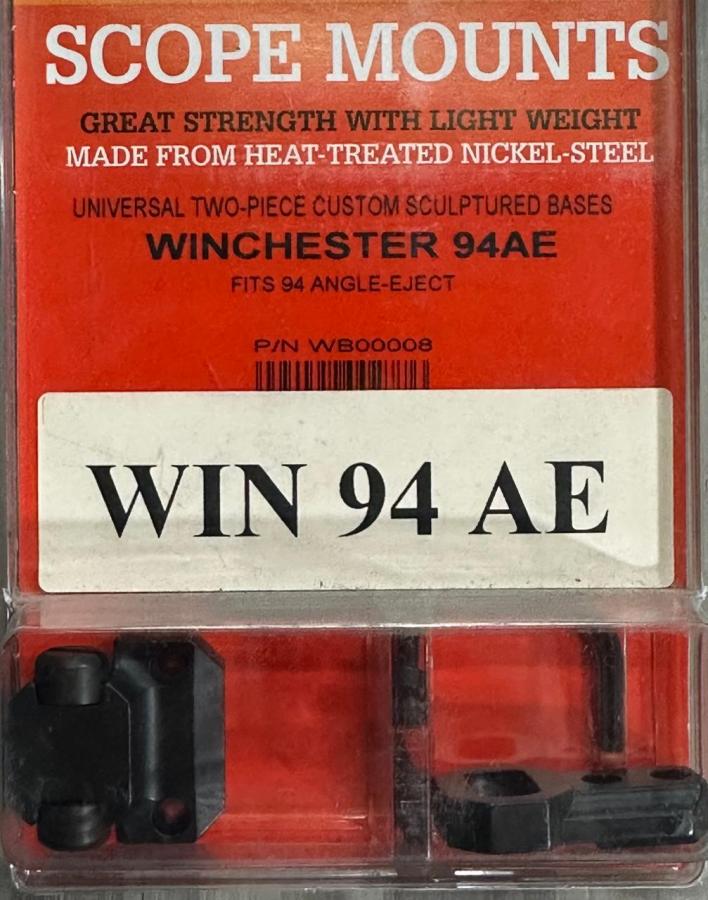 SCOPE MOUNTS
GREAT STRENGTH WITH LIGHT WEIGHT
MADE FROM HEAT-TREATED NICKEL-STEEL
UNIVERSAL TWO-PIECE CUSTOM SCULPTURED BASES
WINCHESTER 94AE
FITS 94 ANGLE-EJECT
P/N WB00008
WIN 94 AE